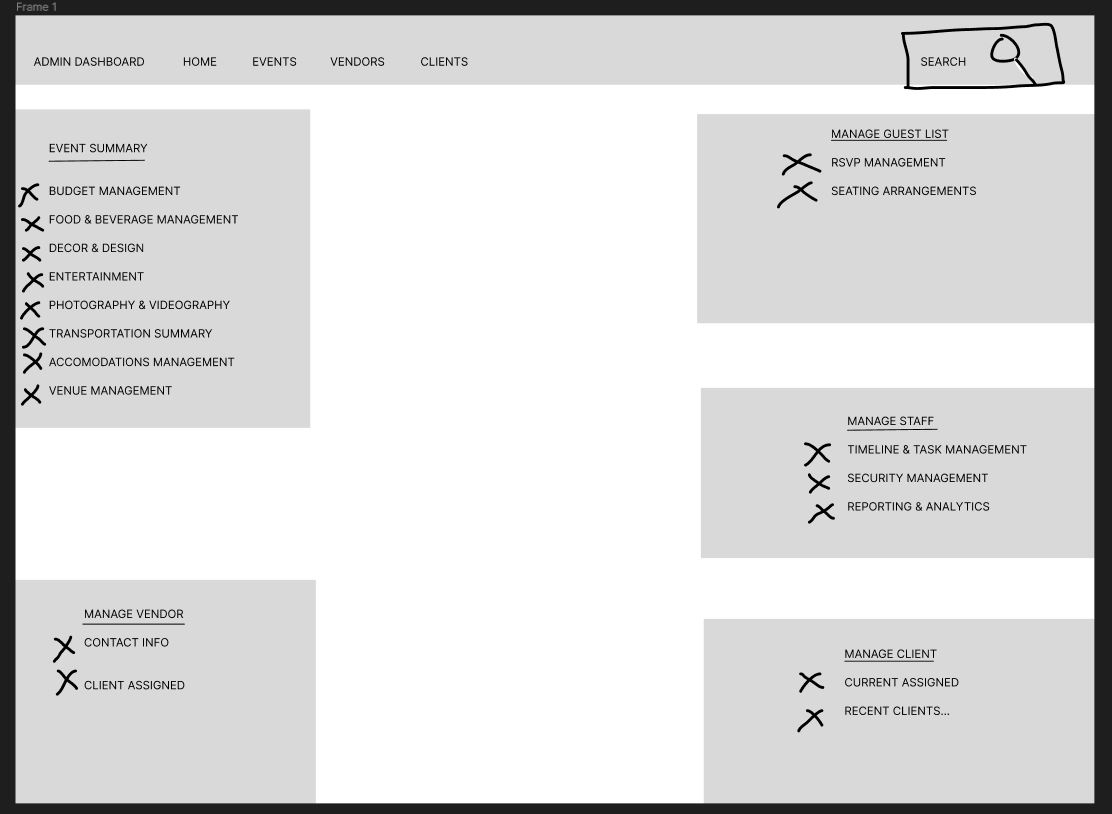 Frame 1
ADMIN DASHBOARD HOME EVENTS VENDORS CLIENTS SEARCH
EVENT SUMMARY
BUDGET MANAGEMENT
FOOD & BEVERAGE MANAGEMENT
DECOR & DESIGN
ENTERTAINMENT
PHOTOGRAPHY & VIDEOGRAPHY
TRANSPORTATION SUMMARY
ACCOMODATIONS MANAGEMENT
VENUE MANAGEMENT
MANAGE VENDOR
CONTACT INFO
CLIENT ASSIGNED
MANAGE GUEST LIST
RSVP MANAGEMENT
SEATING ARRANGEMENTS
MANAGE STAFF
TIMELINE & TASK MANAGEMENT
SECURITY MANAGEMENT
REPORTING & ANALYTICS
MANAGE CLIENT
CURRENT ASSIGNED
RECENT CLIENTS...